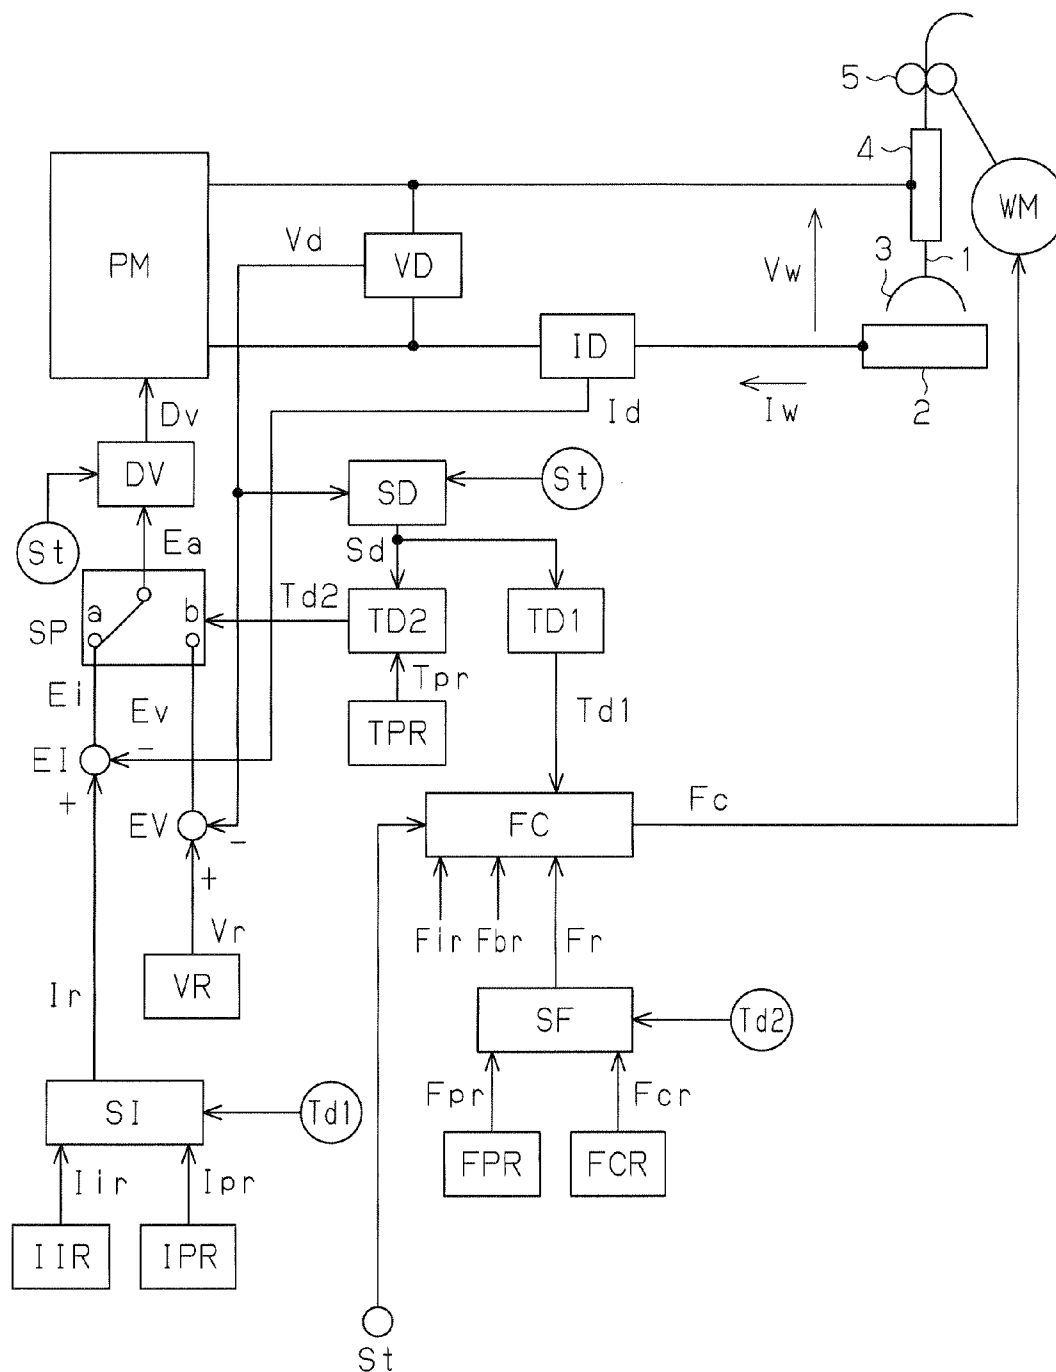 5
4
WM
PM
Vd
VD
Vw
3
1
ID
2
Iw
Id
Dv
DV
St
SD
St
Ea
Sd
Td2
SP
a
b
TD2
TD1
Tpr
Ei
Ev
TPR
Td1
EI
-
+
EV
-
+
FC
Fc
Vr
Fir
Fbr
Fr
VR
Ir
SF
Td2
SI
Td1
Fpr
Fcr
FPR
FCR
Iir
Ipr
IIR
IPR
St